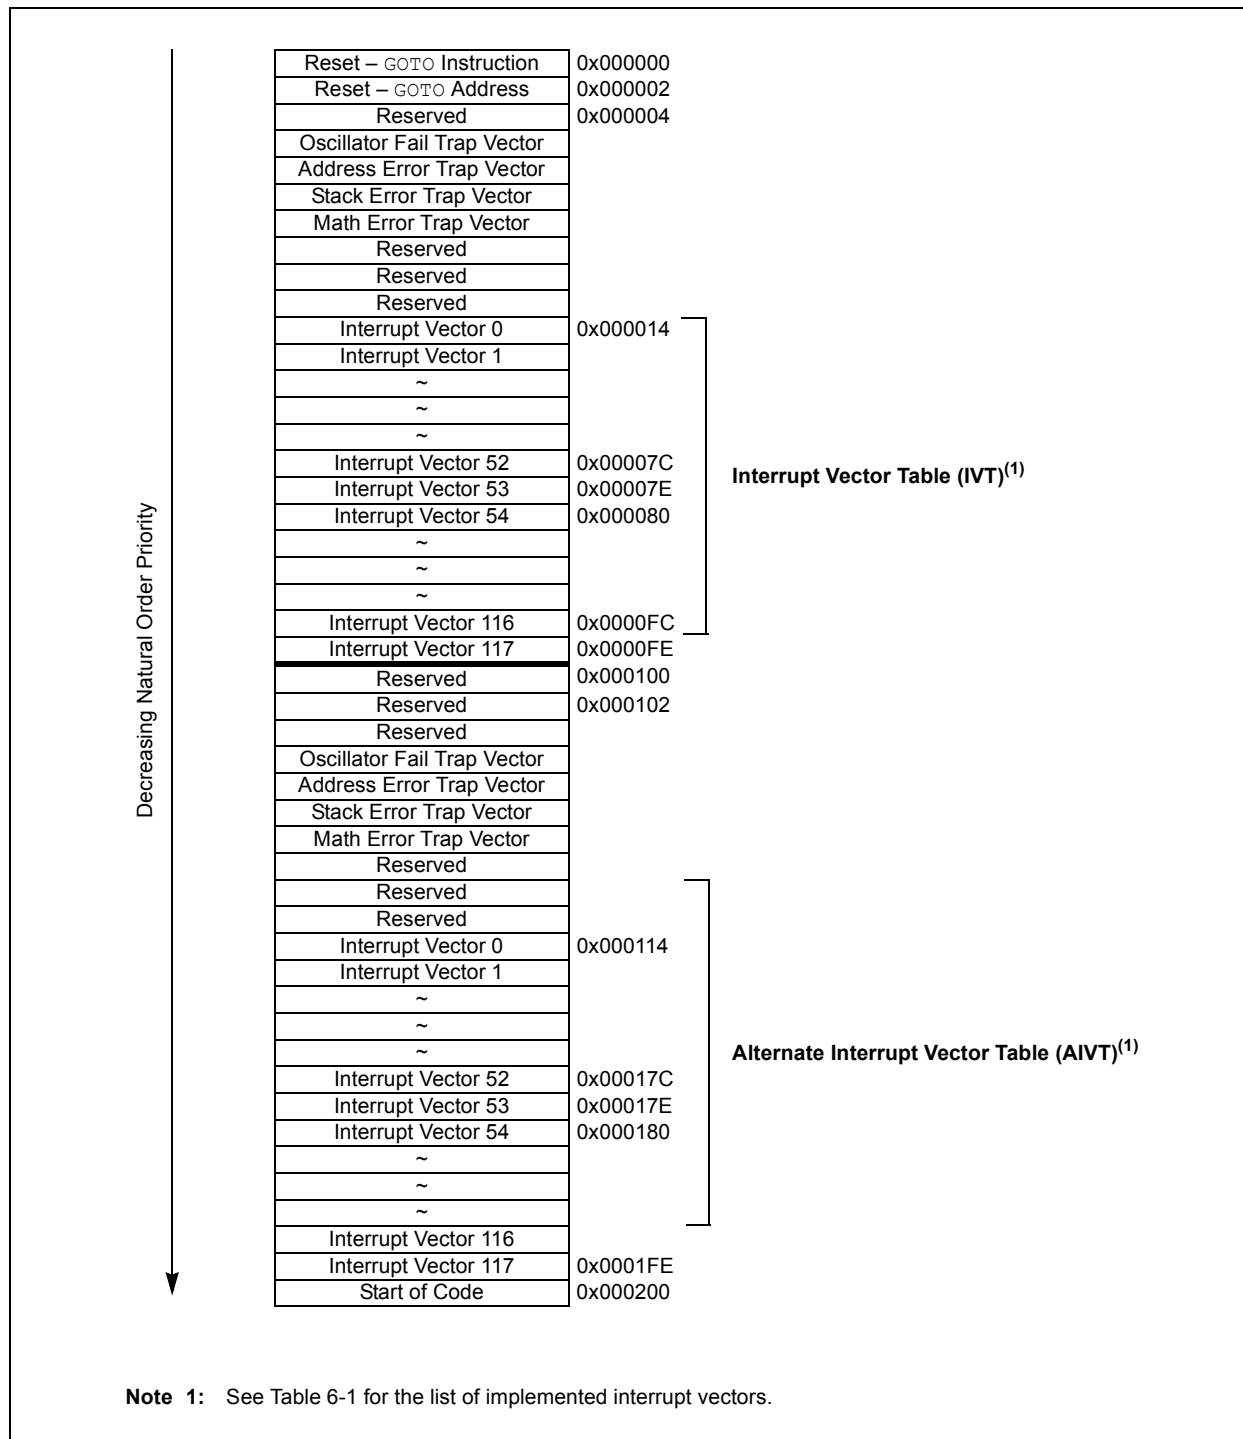 Decreasing Natural Order Priority
Reset – GOTO Instruction 0x000000
Reset – GOTO Address 0x000002
Reserved 0x000004
Oscillator Fail Trap Vector
Address Error Trap Vector
Stack Error Trap Vector
Math Error Trap Vector
Reserved
Reserved
Reserved
Interrupt Vector 0 0x000014
Interrupt Vector 1
~
~
~
Interrupt Vector 52 0x00007C
Interrupt Vector Table (IVT)(1)
Interrupt Vector 53 0x00007E
Interrupt Vector 54 0x000080
~
~
~
Interrupt Vector 116 0x0000FC
Interrupt Vector 117 0x0000FE
Reserved 0x000100
Reserved 0x000102
Reserved
Oscillator Fail Trap Vector
Address Error Trap Vector
Stack Error Trap Vector
Math Error Trap Vector
Reserved
Reserved
Reserved
Interrupt Vector 0 0x000114
Interrupt Vector 1
~
~
~
Alternate Interrupt Vector Table (AIVT)(1)
Interrupt Vector 52 0x00017C
Interrupt Vector 53 0x00017E
Interrupt Vector 54 0x000180
~
~
~
Interrupt Vector 116
Interrupt Vector 117 0x0001FE
Start of Code 0x000200
Note 1: See Table 6-1 for the list of implemented interrupt vectors.